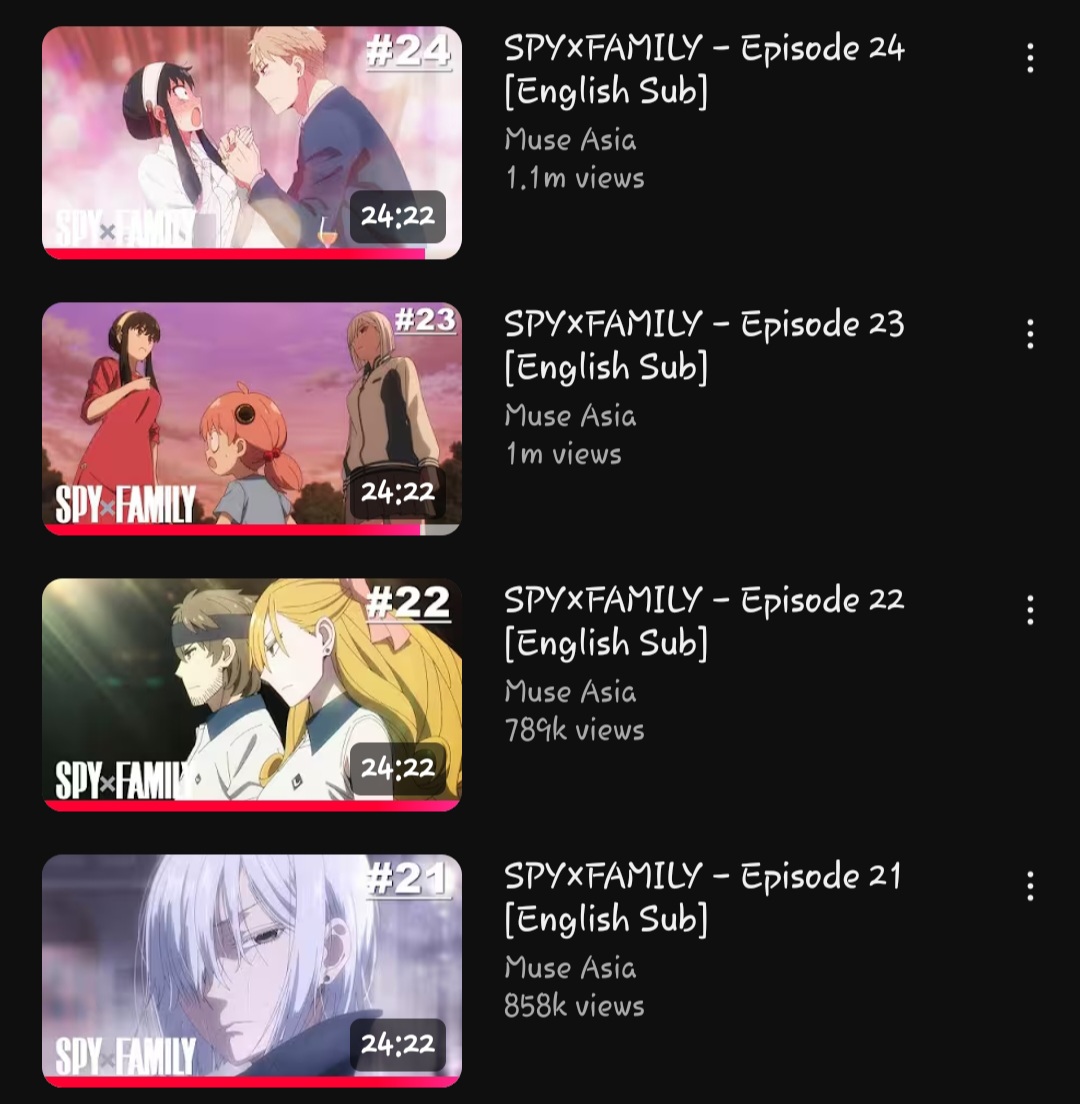 #24
SPY×FAMILY
24:22
SPY×FAMILY - Episode 24
[English Sub]
Muse Asia
1.1m views
#23
SPY×FAMILY
24:22
SPY×FAMILY - Episode 23
[English Sub]
Muse Asia
1m views
#22
SPY×FAMILY
24:22
SPY×FAMILY - Episode 22
[English Sub]
Muse Asia
789k views
#21
SPY×FAMILY
24:22
SPY×FAMILY - Episode 21
[English Sub]
Muse Asia
858k views